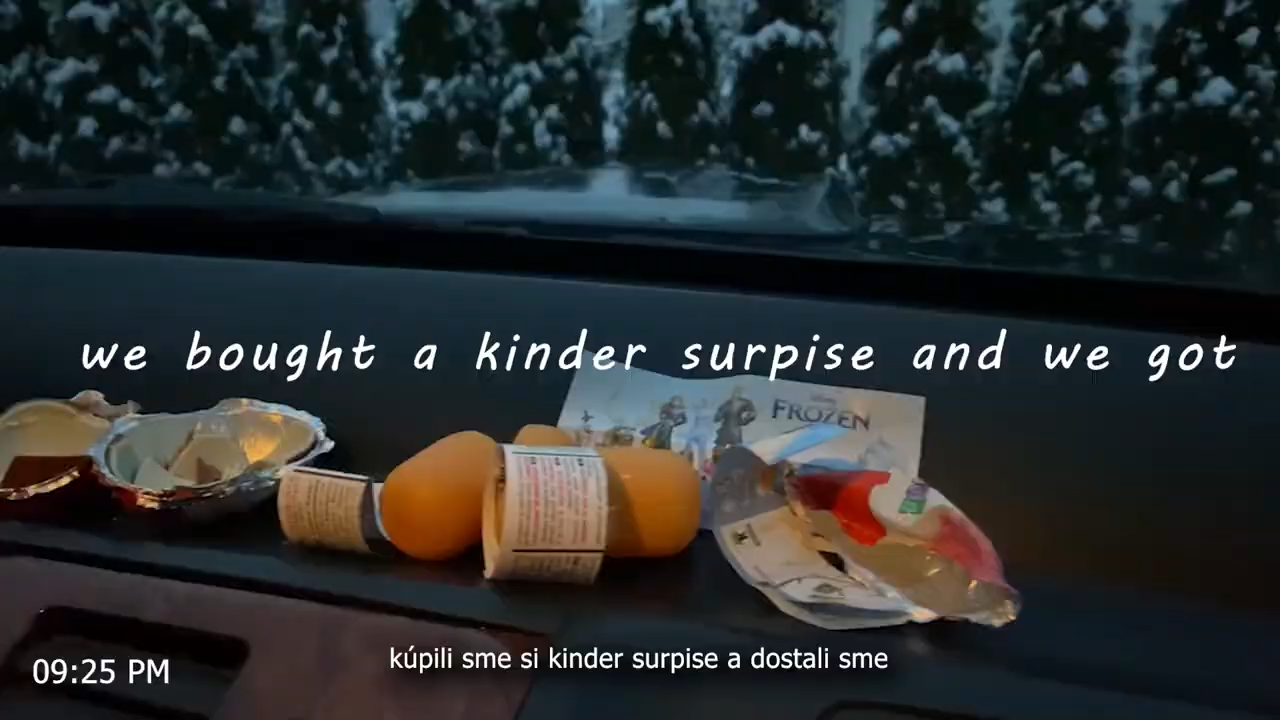 we bought a kinder surpise and we got
FROZEN
kúpili sme si kinder surpise a dostali sme
09:25 PM